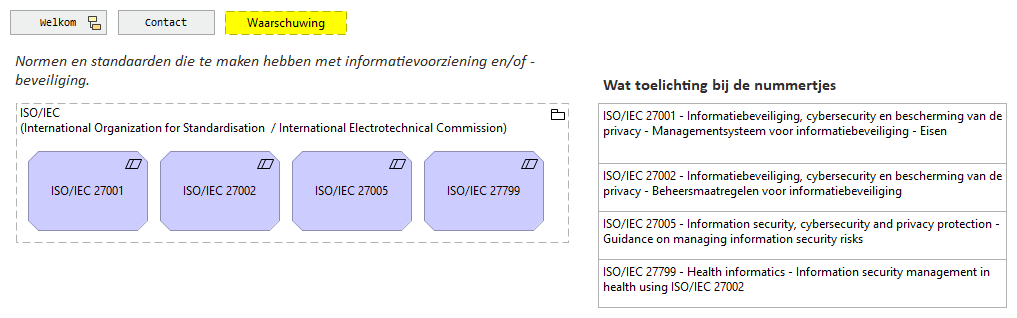 Welkom
Contact
Waarschuwing
Normen en standaarden die te maken hebben met informatievoorziening en/of -
beveiliging.
ISO/IEC
(International Organization for Standardisation / International Electrotechnical Commission)
ISO/IEC 27001
ISO/IEC 27002
ISO/IEC 27005
ISO/IEC 27799
Wat toelichting bij de nummertjes
ISO/IEC 27001 - Informatiebeveiliging, cybersecurity en bescherming van de
privacy - Managementsysteem voor informatiebeveiliging - Eisen
ISO/IEC 27002 - Informatiebeveiliging, cybersecurity en bescherming van de
privacy - Beheersmaatregelen voor informatiebeveiliging
ISO/IEC 27005 - Information security, cybersecurity and privacy protection -
Guidance on managing information security risks
ISO/IEC 27799 - Health informatics - Information security management in
health using ISO/IEC 27002